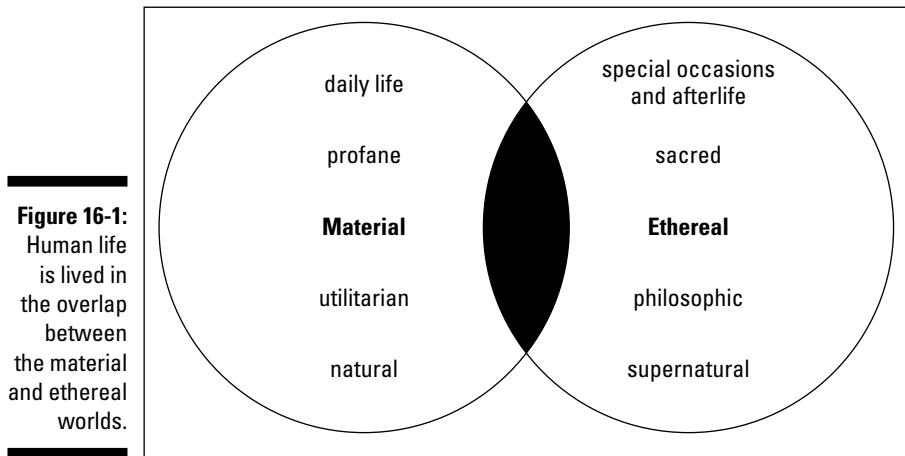 Figure 16-1:
Human life
is lived in
the overlap
between
the material
and ethereal
worlds.
daily life
profane
Material
utilitarian
natural
special occasions
and afterlife
sacred
Ethereal
philosophic
supernatural